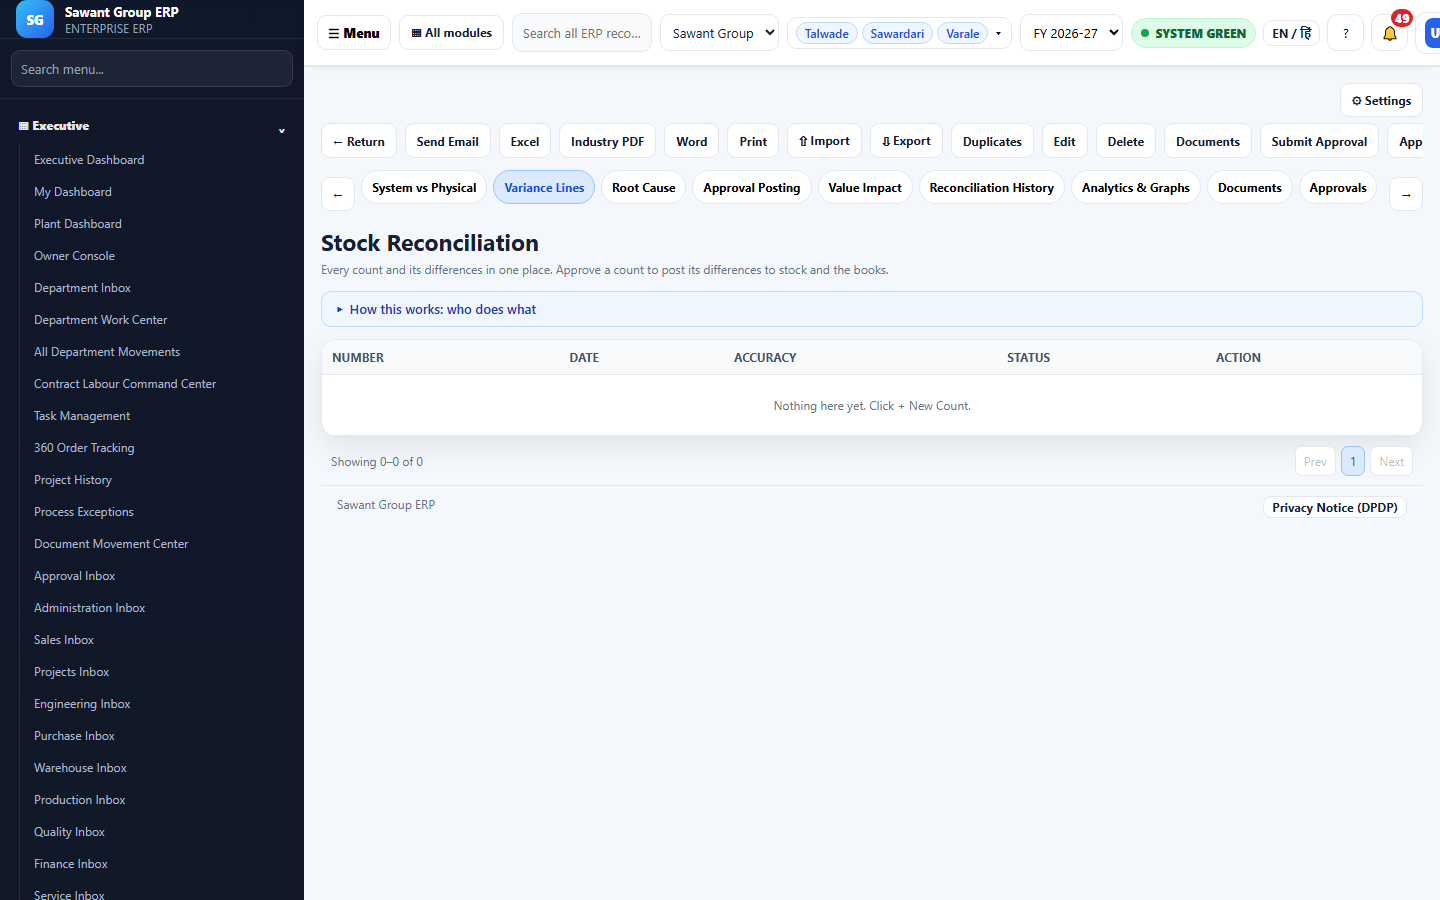 SG
Sawant Group ERP
ENTERPRISE ERP
☰ Menu
All modules
Search all ERP reco...
Sawant Group
Talwade
Sawardari
Varale
FY 2026-27
SYSTEM GREEN
EN / हिं
?
49
Search menu...
⚙ Settings
Executive
← Return
Send Email
Excel
Industry PDF
Word
Print
⇧ Import
⇩ Export
Duplicates
Edit
Delete
Documents
Submit Approval
App
←
System vs Physical
Variance Lines
Root Cause
Approval Posting
Value Impact
Reconciliation History
Analytics & Graphs
Documents
Approvals
→
Executive Dashboard
My Dashboard
Plant Dashboard
Owner Console
Department Inbox
Department Work Center
All Department Movements
Contract Labour Command Center
Task Management
360 Order Tracking
Project History
Process Exceptions
Document Movement Center
Approval Inbox
Administration Inbox
Sales Inbox
Projects Inbox
Engineering Inbox
Purchase Inbox
Warehouse Inbox
Production Inbox
Quality Inbox
Finance Inbox
Service Inbox
Stock Reconciliation
Every count and its differences in one place. Approve a count to post its differences to stock and the books.
▸ How this works: who does what
NUMBER DATE ACCURACY STATUS ACTION
Nothing here yet. Click + New Count.
Showing 0–0 of 0
Prev 1 Next
Sawant Group ERP
Privacy Notice (DPDP)